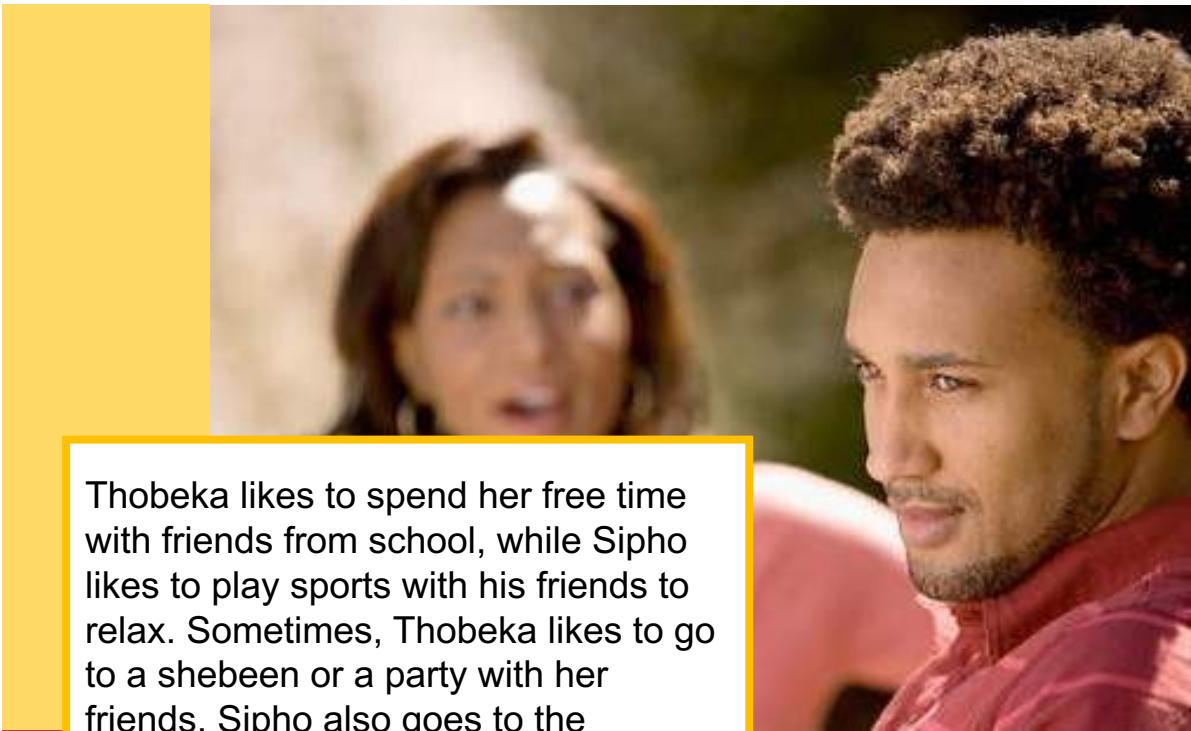 Thobeka likes to spend her free time
with friends from school, while Sipho
likes to play sports with his friends to
relax. Sometimes, Thobeka likes to go
to a shebeen or a party with her
friends. Sipho also goes to the